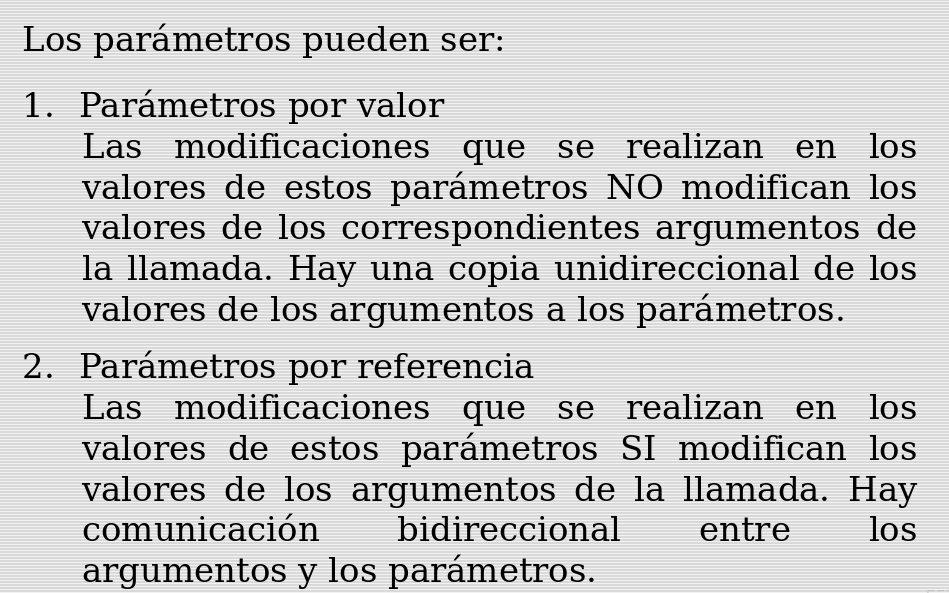 Los parámetros pueden ser:
1. Parámetros por valor
Las modificaciones que se realizan en los
valores de estos parámetros NO modifican los
valores de los correspondientes argumentos de
la llamada. Hay una copia unidireccional de los
valores de los argumentos a los parámetros.
2. Parámetros por referencia
Las modificaciones que se realizan en los
valores de estos parámetros SI modifican los
valores de los argumentos de la llamada. Hay
comunicación bidireccional entre los
argumentos y los parámetros.